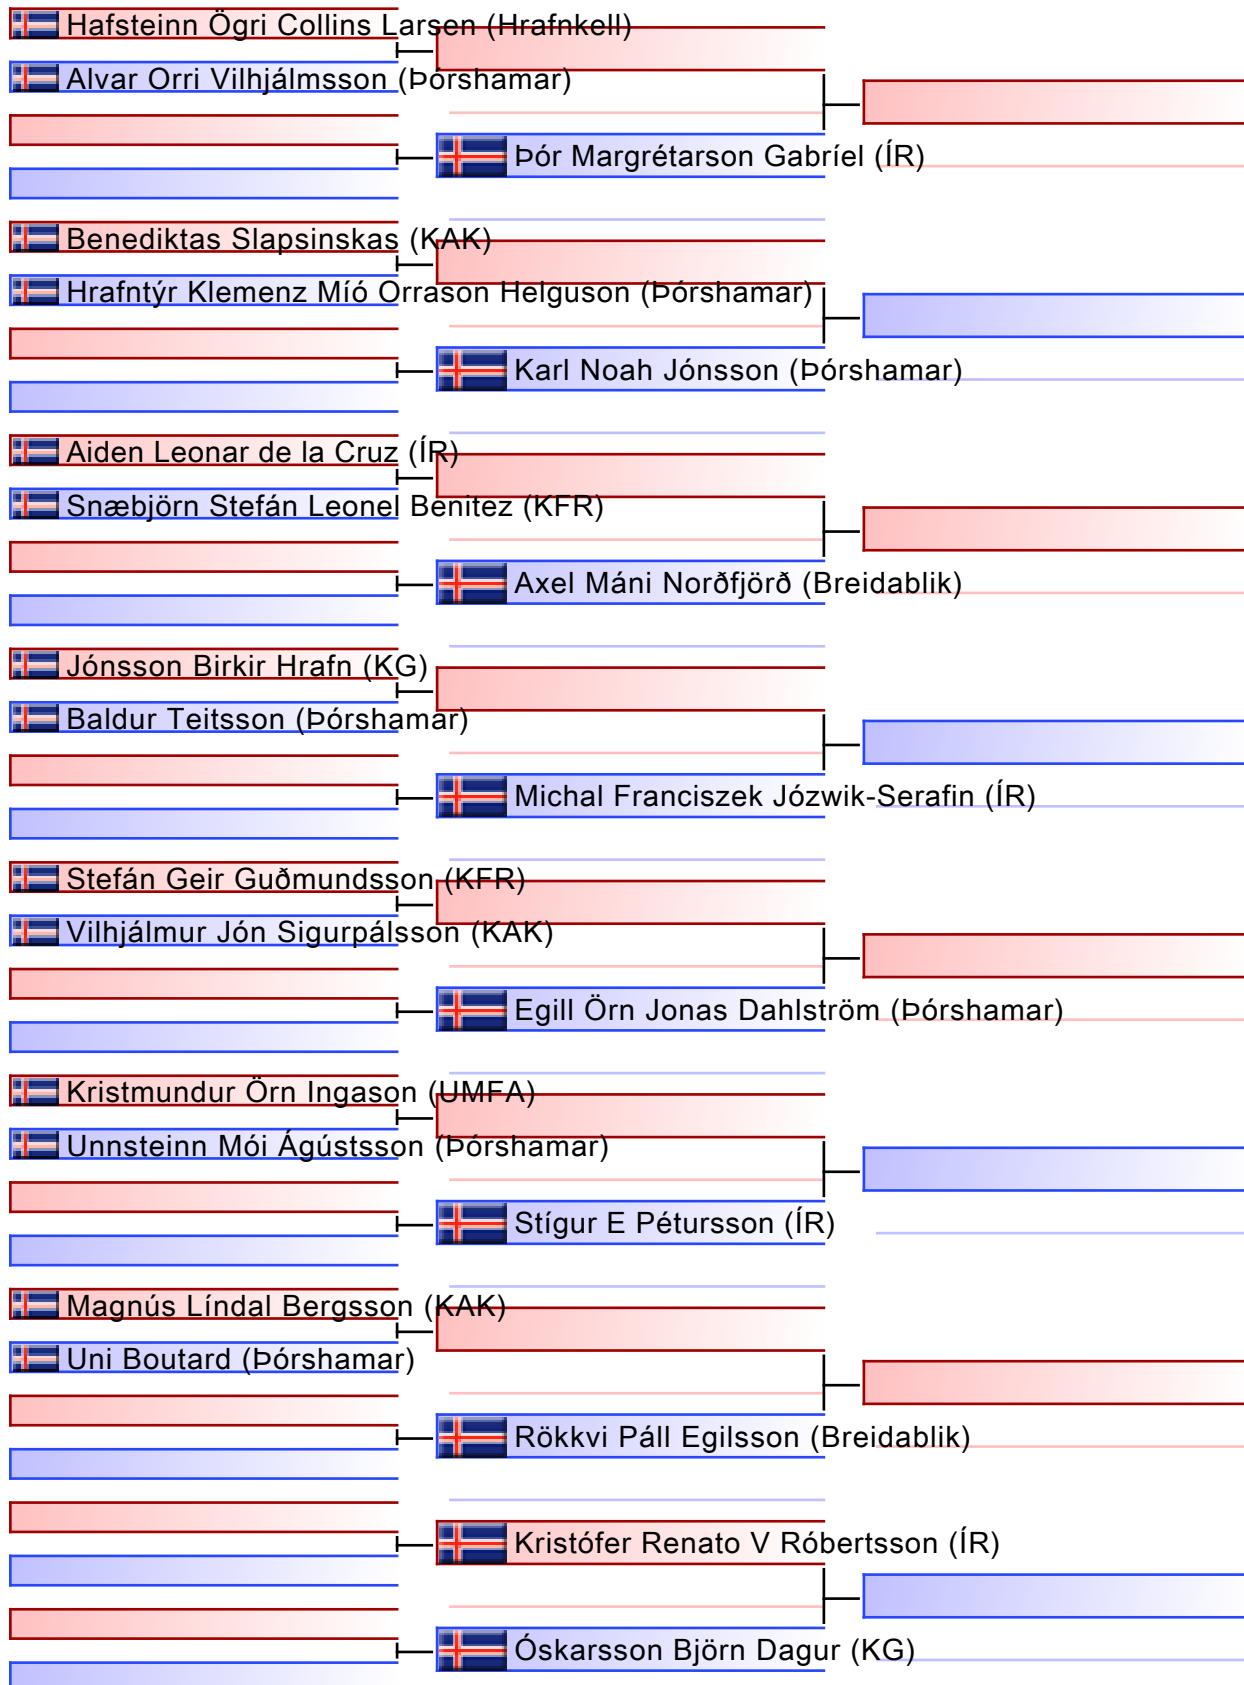 Hafsteinn Ögri Collins Larsen (Hrafnkell)
Alvar Orri Vilhjálmsson (Þórshamar)
Þór Margrétarson Gabríel (ÍR)
Benediktas Slapsinskas (KAK)
Hrafntýr Klemenz Míó Orrason Helguson (Þórshamar)
Karl Noah Jónsson (Þórshamar)
Aiden Leonar de la Cruz (ÍR)
Snæbjörn Stefán Leonel Benitez (KFR)
Axel Máni Norðfjörð (Breidablik)
Jónsson Birkir Hrafn (KG)
Baldur Teitsson (Þórshamar)
Michal Franciszek Józwik-Serafin (ÍR)
Stefán Geir Guðmundsson (KFR)
Vilhjálmur Jón Sigurpálsson (KAK)
Egill Örn Jonas Dahlström (Þórshamar)
Kristmundur Örn Ingason (UMFA)
Unnsteinn Mói Ágústsson (Þórshamar)
Stígur E Pétursson (ÍR)
Magnús Líndal Bergsson (KAK)
Uni Boutard (Þórshamar)
Rökkvi Páll Egilsson (Breidablik)
Kristófer Renato V Róbertsson (ÍR)
Óskarsson Björn Dagur (KG)